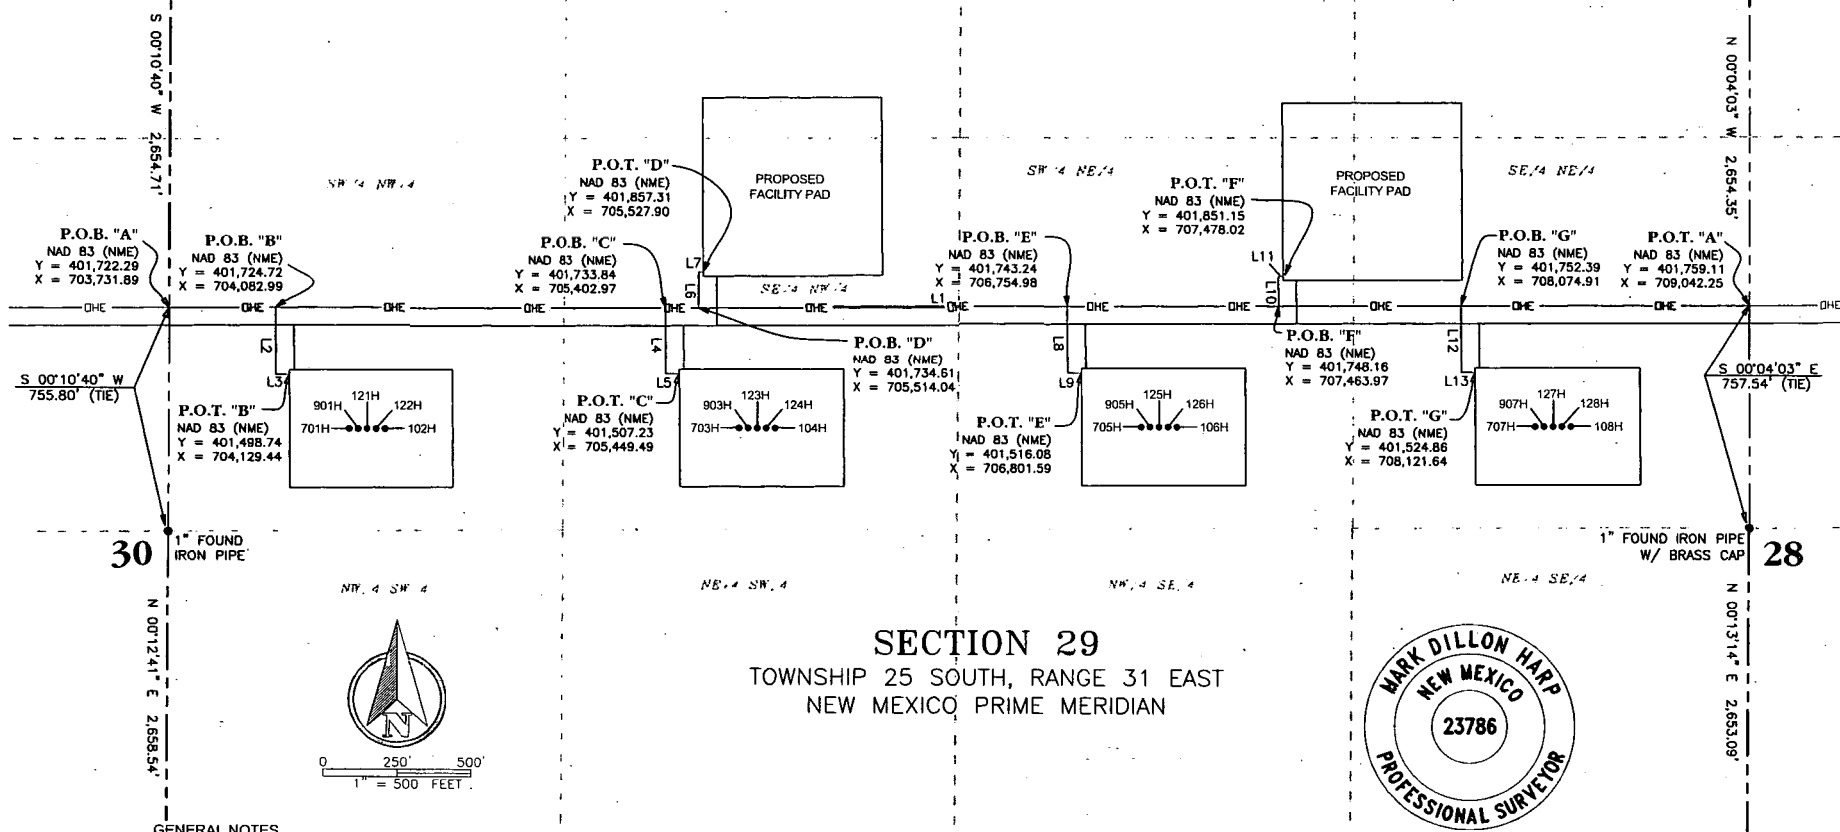 S 00°10'40" W 2,654.71'
N 00°04'03" W 2,654.35'
P.O.B. "A"
NAD 83 (NME)
Y = 401,722.29
X = 703,731.89
P.O.B. "B"
NAD 83 (NME)
Y = 401,724.72
X = 704,082.99
P.O.T. "D"
NAD 83 (NME)
Y = 401,857.31
X = 705,527.90
P.O.B. "C"
NAD 83 (NME)
Y = 401,733.84
X = 705,402.97
PROPOSED
FACILITY PAD
P.O.B. "E"
NAD 83 (NME)
Y = 401,743.24
X = 706,754.98
P.O.T. "F"
NAD 83 (NME)
Y = 401,851.15
X = 707,478.02
PROPOSED
FACILITY PAD
P.O.B. "G"
NAD 83 (NME)
Y = 401,752.39
X = 708,074.91
P.O.T. "A"
NAD 83 (NME)
Y = 401,759.11
X = 709,042.25
SW/4 NW/4
SE/4 NW/4
SW/4 NE/4
SE/4 NE/4
OHE OHE OHE OHE OHE OHE OHE OHE OHE OHE OHE OHE OHE
L1
L2
L3
L4
L5
L6
L7
L8
L9
L10
L11
L12
L13
S 00°10'40" W
755.80' (TIE)
P.O.T. "B"
NAD 83 (NME)
Y = 401,498.74
X = 704,129.44
901H 121H 122H
701H 102H
P.O.T. "C"
NAD 83 (NME)
Y = 401,507.23
X = 705,449.49
903H 123H 124H
703H 104H
P.O.B. "D"
NAD 83 (NME)
Y = 401,734.61
X = 705,514.04
P.O.T. "E"
NAD 83 (NME)
Y = 401,516.08
X = 706,801.59
905H 125H 126H
705H 106H
P.O.B. "F"
NAD 83 (NME)
Y = 401,748.16
X = 707,463.97
P.O.T. "G"
NAD 83 (NME)
Y = 401,524.86
X = 708,121.64
907H 127H 128H
707H 108H
S 00°04'03" E
757.54' (TIE)
30
1" FOUND
IRON PIPE
1" FOUND IRON PIPE
W/ BRASS CAP
28
NW/4 SW/4
NE/4 SW/4
NW/4 SE/4
NE/4 SE/4
N 00°12'41" E 2,658.54'
N 00°13'14" E 2,653.09'
SECTION 29
TOWNSHIP 25 SOUTH, RANGE 31 EAST
NEW MEXICO PRIME MERIDIAN
N
0 250' 500'
1" = 500 FEET
MARK DILLON HARP
NEW MEXICO
23786
PROFESSIONAL SURVEYOR
GENERAL NOTES